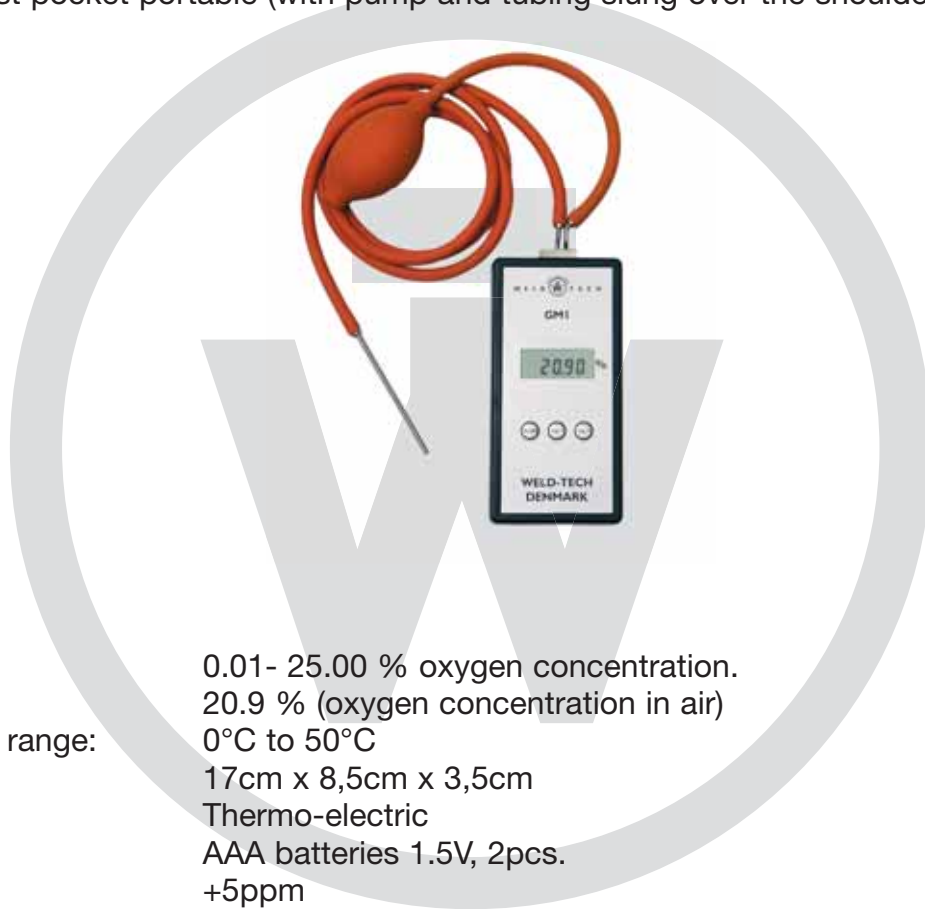 st pocket portable (with pump and tubing slung over the shoulde
WELD TECH
GM1
20.90 %
WELD-TECH
DENMARK
0.01- 25.00 % oxygen concentration.
20.9 % (oxygen concentration in air)
range: 0°C to 50°C
17cm x 8,5cm x 3,5cm
Thermo-electric
AAA batteries 1.5V, 2pcs.
+5ppm